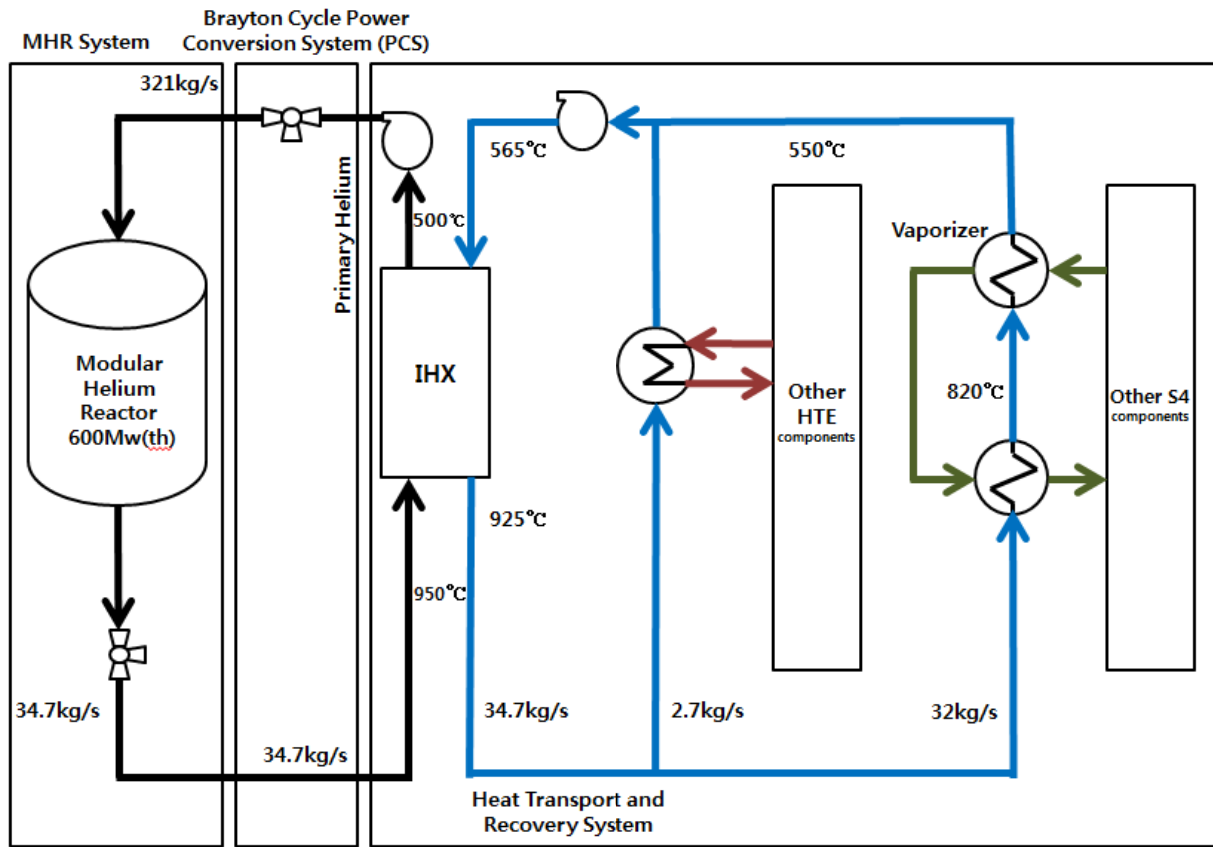 Brayton Cycle Power
Conversion System (PCS)
MHR System
321kg/s
565℃
550℃
Primary Helium
500℃
Vaporizer
Modular
Helium
Reactor
600Mw(th)
IHX
Other
HTE
components
820℃
Other S4
components
925℃
950℃
34.7kg/s
34.7kg/s
34.7kg/s
2.7kg/s
32kg/s
Heat Transport and
Recovery System